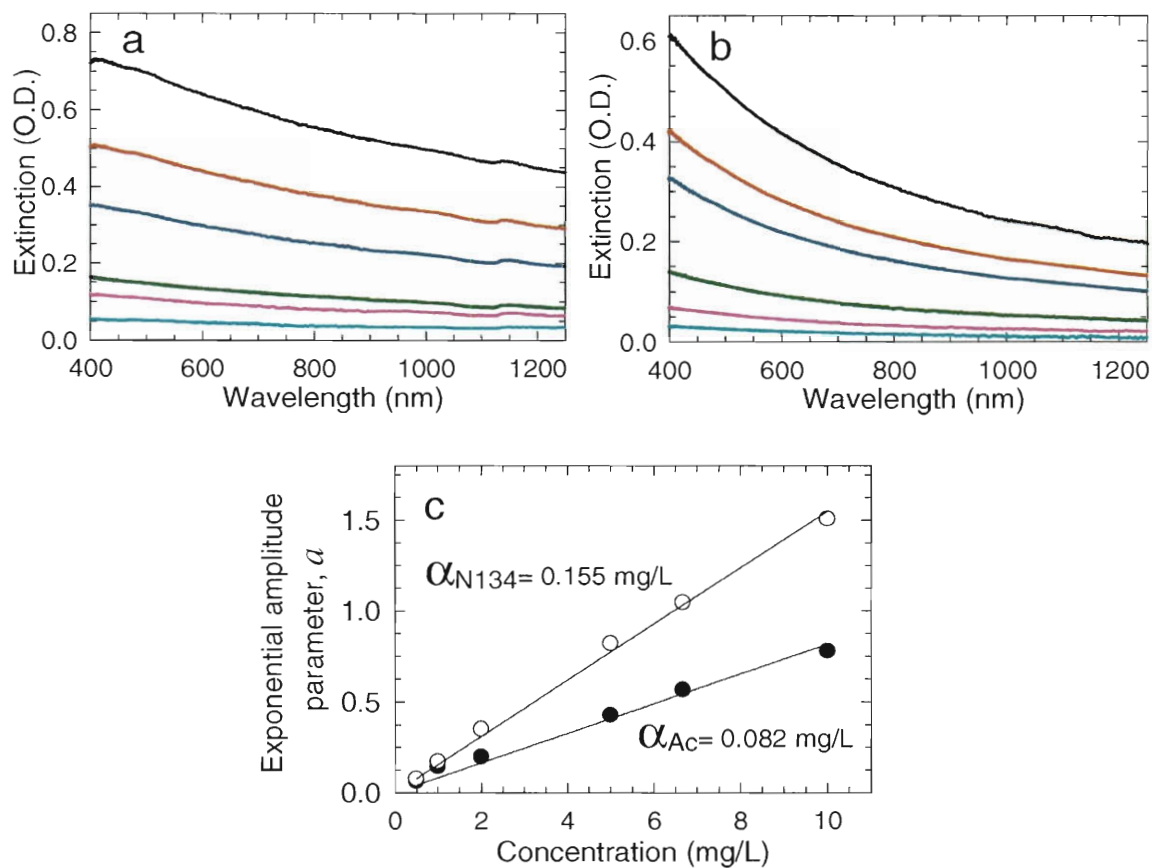 a
0.8
0.6
0.4
0.2
0.0
Extinction (O.D.)
400 600 800 1000 1200
Wavelength (nm)
b
0.6
0.4
0.2
0.0
Extinction (O.D.)
400 600 800 1000 1200
Wavelength (nm)
c
1.5
1.0
0.5
0.0
Exponential amplitude
parameter, a
αN134= 0.155 mg/L
αAc= 0.082 mg/L
0 2 4 6 8 10
Concentration (mg/L)